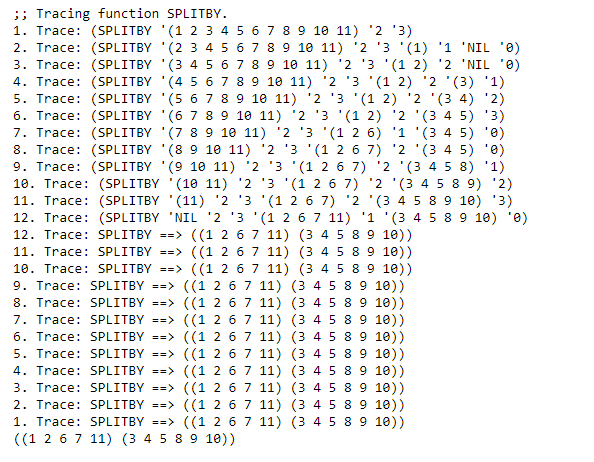 ;; Tracing function SPLITBY.
1. Trace: (SPLITBY '(1 2 3 4 5 6 7 8 9 10 11) '2 '3)
2. Trace: (SPLITBY '(2 3 4 5 6 7 8 9 10 11) '2 '3 '(1) '1 'NIL '0)
3. Trace: (SPLITBY '(3 4 5 6 7 8 9 10 11) '2 '3 '(1 2) '2 'NIL '0)
4. Trace: (SPLITBY '(4 5 6 7 8 9 10 11) '2 '3 '(1 2) '2 '(3) '1)
5. Trace: (SPLITBY '(5 6 7 8 9 10 11) '2 '3 '(1 2) '2 '(3 4) '2)
6. Trace: (SPLITBY '(6 7 8 9 10 11) '2 '3 '(1 2) '2 '(3 4 5) '3)
7. Trace: (SPLITBY '(7 8 9 10 11) '2 '3 '(1 2 6) '1 '(3 4 5) '0)
8. Trace: (SPLITBY '(8 9 10 11) '2 '3 '(1 2 6 7) '2 '(3 4 5) '0)
9. Trace: (SPLITBY '(9 10 11) '2 '3 '(1 2 6 7) '2 '(3 4 5 8) '1)
10. Trace: (SPLITBY '(10 11) '2 '3 '(1 2 6 7) '2 '(3 4 5 8 9) '2)
11. Trace: (SPLITBY '(11) '2 '3 '(1 2 6 7) '2 '(3 4 5 8 9 10) '3)
12. Trace: (SPLITBY 'NIL '2 '3 '(1 2 6 7 11) '1 '(3 4 5 8 9 10) '0)
12. Trace: SPLITBY ==> ((1 2 6 7 11) (3 4 5 8 9 10))
11. Trace: SPLITBY ==> ((1 2 6 7 11) (3 4 5 8 9 10))
10. Trace: SPLITBY ==> ((1 2 6 7 11) (3 4 5 8 9 10))
9. Trace: SPLITBY ==> ((1 2 6 7 11) (3 4 5 8 9 10))
8. Trace: SPLITBY ==> ((1 2 6 7 11) (3 4 5 8 9 10))
7. Trace: SPLITBY ==> ((1 2 6 7 11) (3 4 5 8 9 10))
6. Trace: SPLITBY ==> ((1 2 6 7 11) (3 4 5 8 9 10))
5. Trace: SPLITBY ==> ((1 2 6 7 11) (3 4 5 8 9 10))
4. Trace: SPLITBY ==> ((1 2 6 7 11) (3 4 5 8 9 10))
3. Trace: SPLITBY ==> ((1 2 6 7 11) (3 4 5 8 9 10))
2. Trace: SPLITBY ==> ((1 2 6 7 11) (3 4 5 8 9 10))
1. Trace: SPLITBY ==> ((1 2 6 7 11) (3 4 5 8 9 10))
((1 2 6 7 11) (3 4 5 8 9 10))